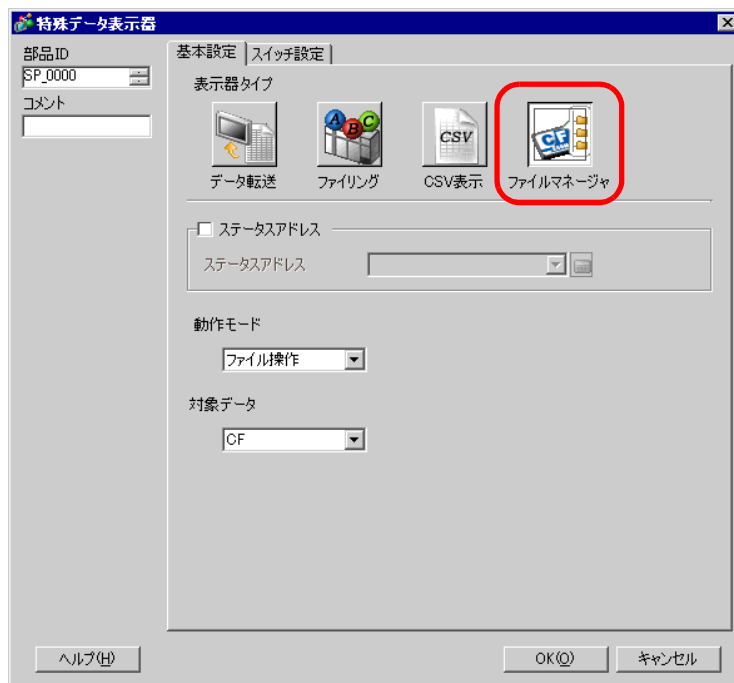 特殊データ表示器
部品ID
SP_0000
コメント
基本設定
スイッチ設定
表示器タイプ
A B C
CSV
CF
データ転送
ファイリング
CSV表示
ファイルマネージャ
ステータスアドレス
ステータスアドレス
動作モード
ファイル操作
対象データ
CF
ヘルプ(H)
OK(O)
キャンセル